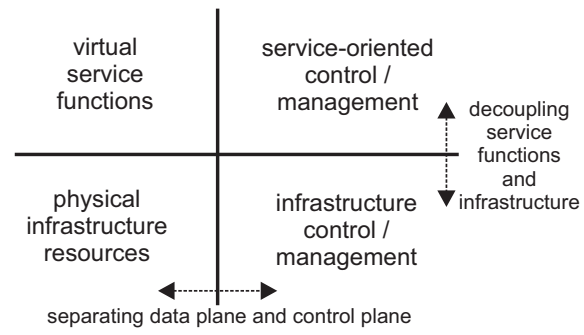 virtual
service
functions
service-oriented
control /
management
decoupling
service
functions
and
infrastructure
physical
infrastructure
resources
infrastructure
control /
management
separating data plane and control plane